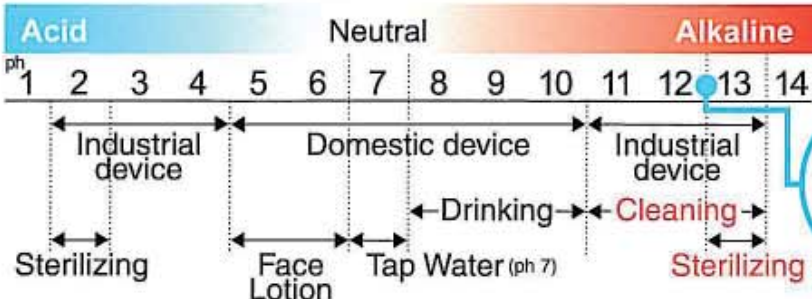 Acid Neutral Alkaline
ph
1 2 3 4 5 6 7 8 9 10 11 12 13 14
Industrial device Domestic device Industrial device
Drinking Cleaning
Sterilizing Face Lotion Tap Water (ph 7) Sterilizing